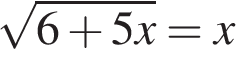 √(6 + 5x) = x